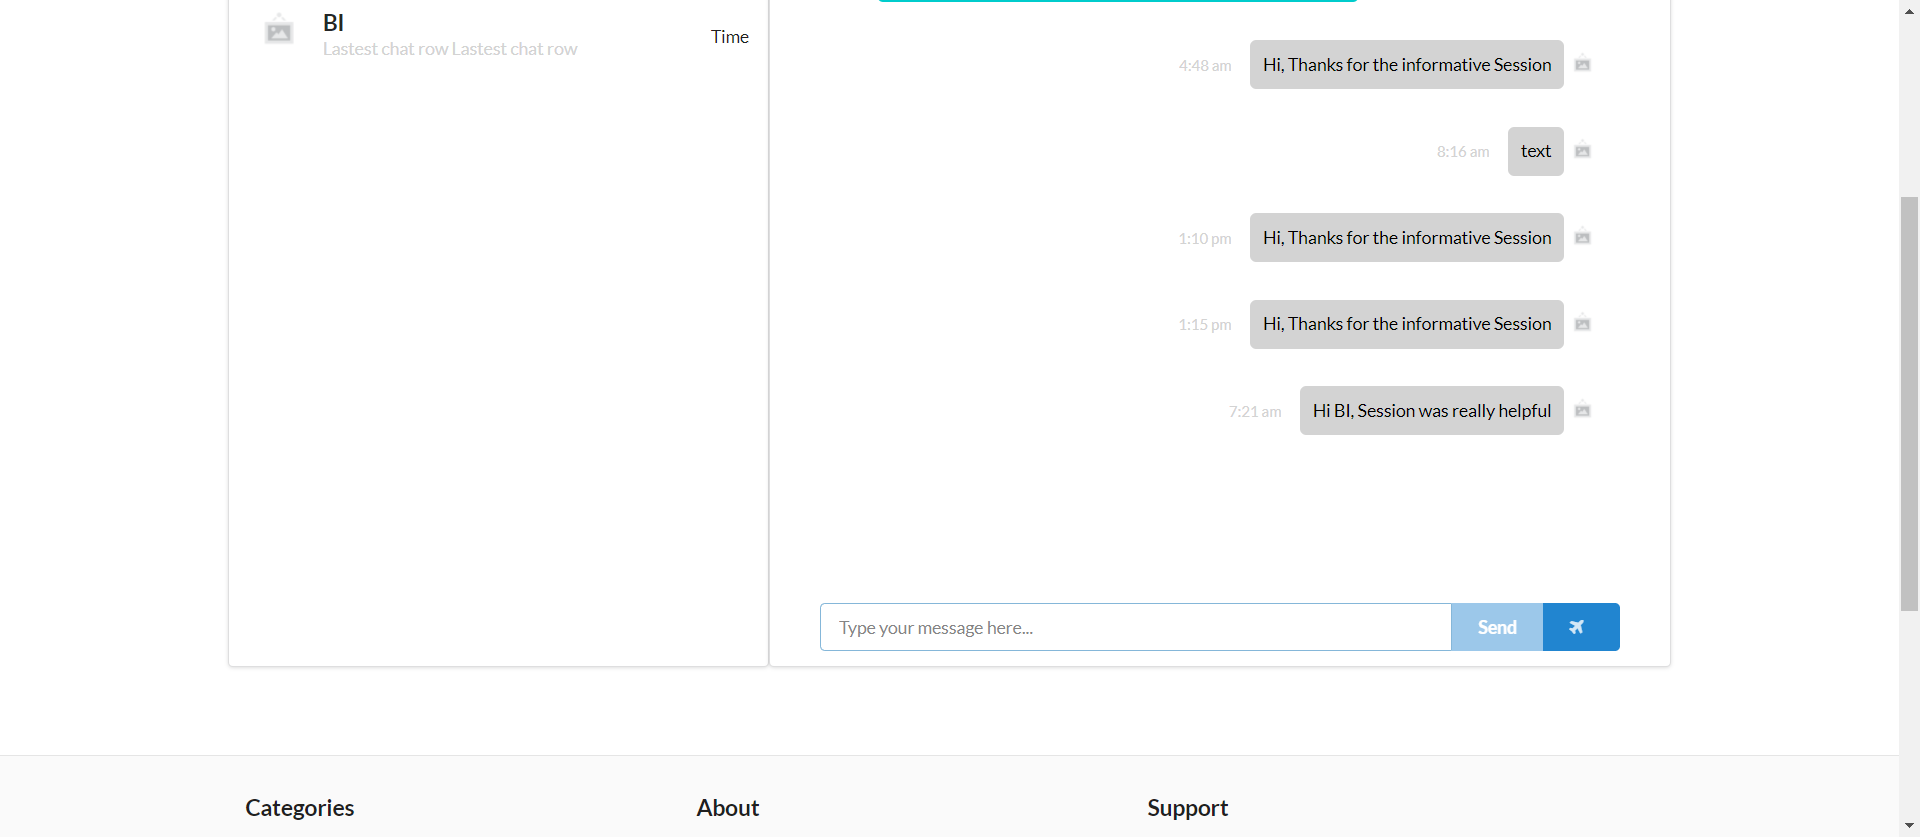 BI
Lastest chat row Lastest chat row
Time
4:48 am
Hi, Thanks for the informative Session
8:16 am
text
1:10 pm
Hi, Thanks for the informative Session
1:15 pm
Hi, Thanks for the informative Session
7:21 am
Hi BI, Session was really helpful
Type your message here...
Send
Categories
About
Support